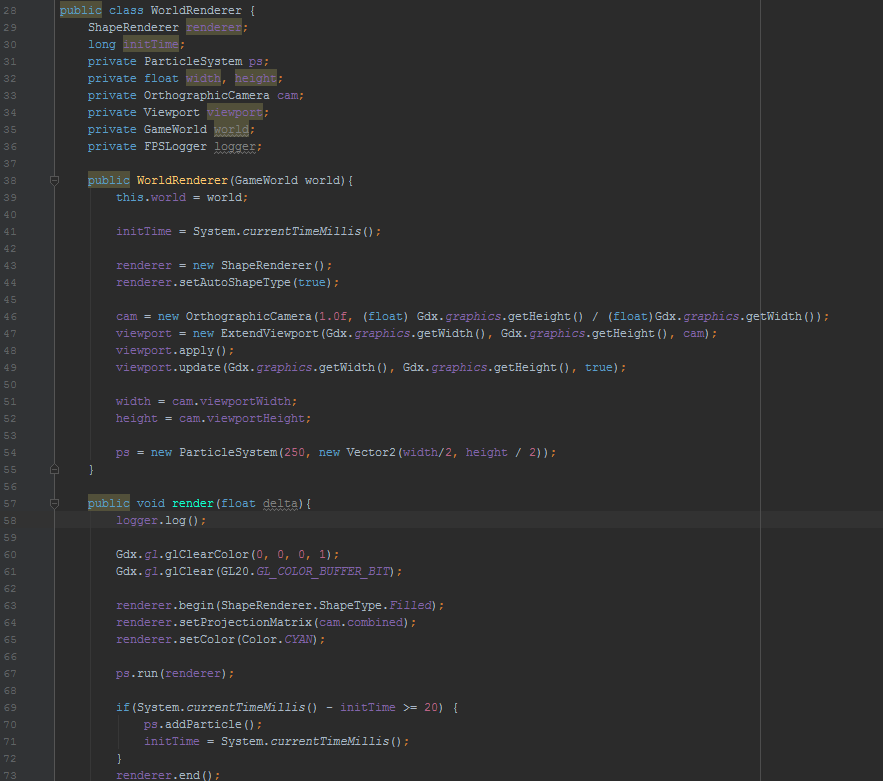 28 public class WorldRenderer {
29     ShapeRenderer renderer;
30     long initTime;
31     private ParticleSystem ps;
32     private float width, height;
33     private OrthographicCamera cam;
34     private Viewport viewport;
35     private GameWorld world;
36     private FPSLogger logger;
37
38     public WorldRenderer(GameWorld world){
39         this.world = world;
40
41         initTime = System.currentTimeMillis();
42
43         renderer = new ShapeRenderer();
44         renderer.setAutoShapeType(true);
45
46         cam = new OrthographicCamera(1.0f, (float) Gdx.graphics.getHeight() / (float)Gdx.graphics.getWidth());
47         viewport = new ExtendViewport(Gdx.graphics.getWidth(), Gdx.graphics.getHeight(), cam);
48         viewport.apply();
49         viewport.update(Gdx.graphics.getWidth(), Gdx.graphics.getHeight(), true);
50
51         width = cam.viewportWidth;
52         height = cam.viewportHeight;
53
54         ps = new ParticleSystem(250, new Vector2(width/2, height / 2));
55     }
56
57     public void render(float delta){
58         logger.log();
59
60         Gdx.gl.glClearColor(0, 0, 0, 1);
61         Gdx.gl.glClear(GL20.GL_COLOR_BUFFER_BIT);
62
63         renderer.begin(ShapeRenderer.ShapeType.Filled);
64         renderer.setProjectionMatrix(cam.combined);
65         renderer.setColor(Color.CYAN);
66
67         ps.run(renderer);
68
69         if(System.currentTimeMillis() - initTime >= 20) {
70             ps.addParticle();
71             initTime = System.currentTimeMillis();
72         }
73         renderer.end();